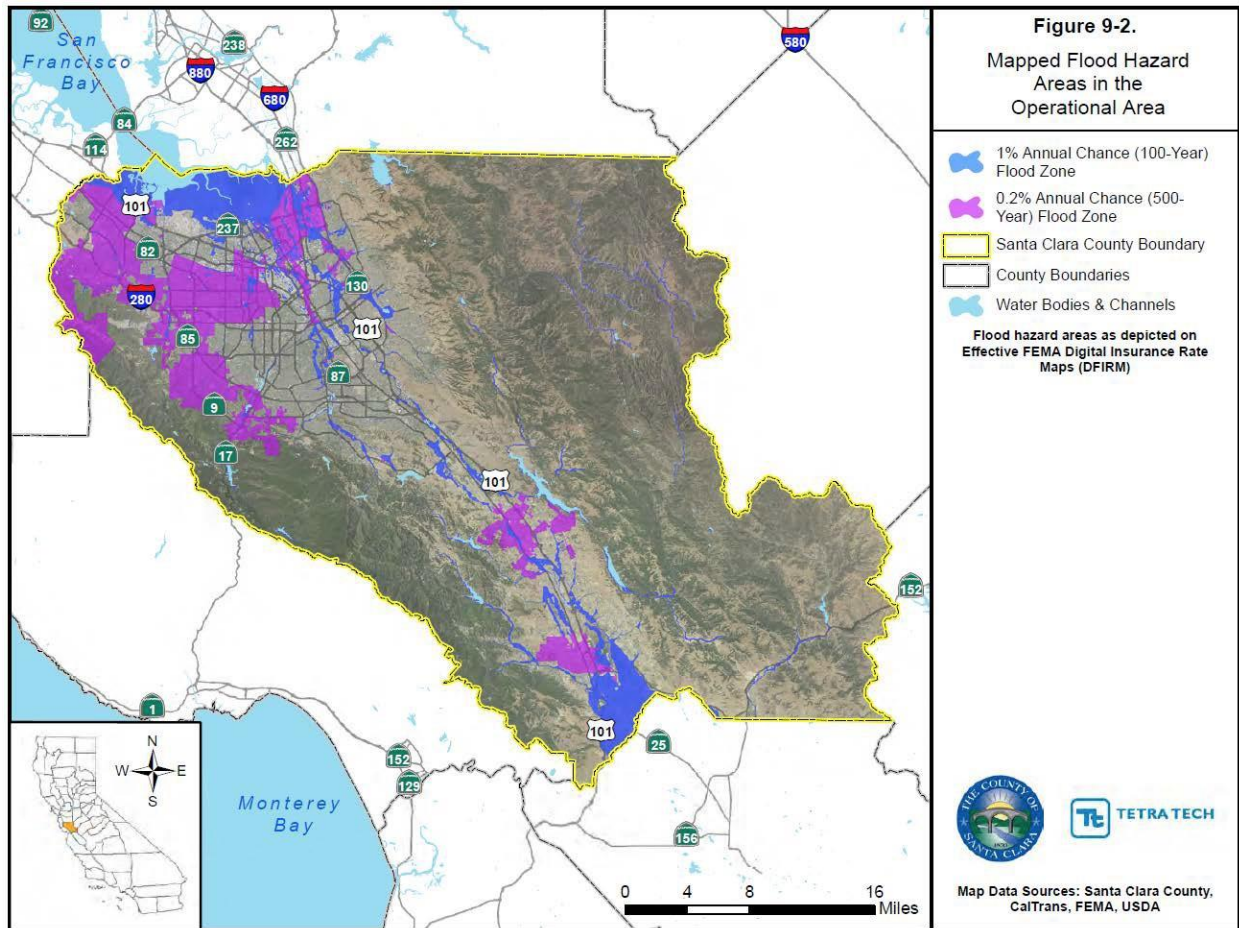 Figure 9-2.
Mapped Flood Hazard
Areas in the
Operational Area
1% Annual Chance (100-Year)
Flood Zone
0.2% Annual Chance (500-
Year) Flood Zone
Santa Clara County Boundary
County Boundaries
Water Bodies & Channels
Flood hazard areas as depicted on
Effective FEMA Digital Insurance Rate
Maps (DFIRM)
THE COUNTY OF
SANTA CLARA
Tt TETRA TECH
Map Data Sources: Santa Clara County,
CalTrans, FEMA, USDA
92
San
Francisco
Bay
238
880
580
680
84
114
262
101
237
82
130
280
101
85
87
9
17
101
152
1
101
25
152
129
Monterey
Bay
156
N
W E
S
0 4 8 16
Miles